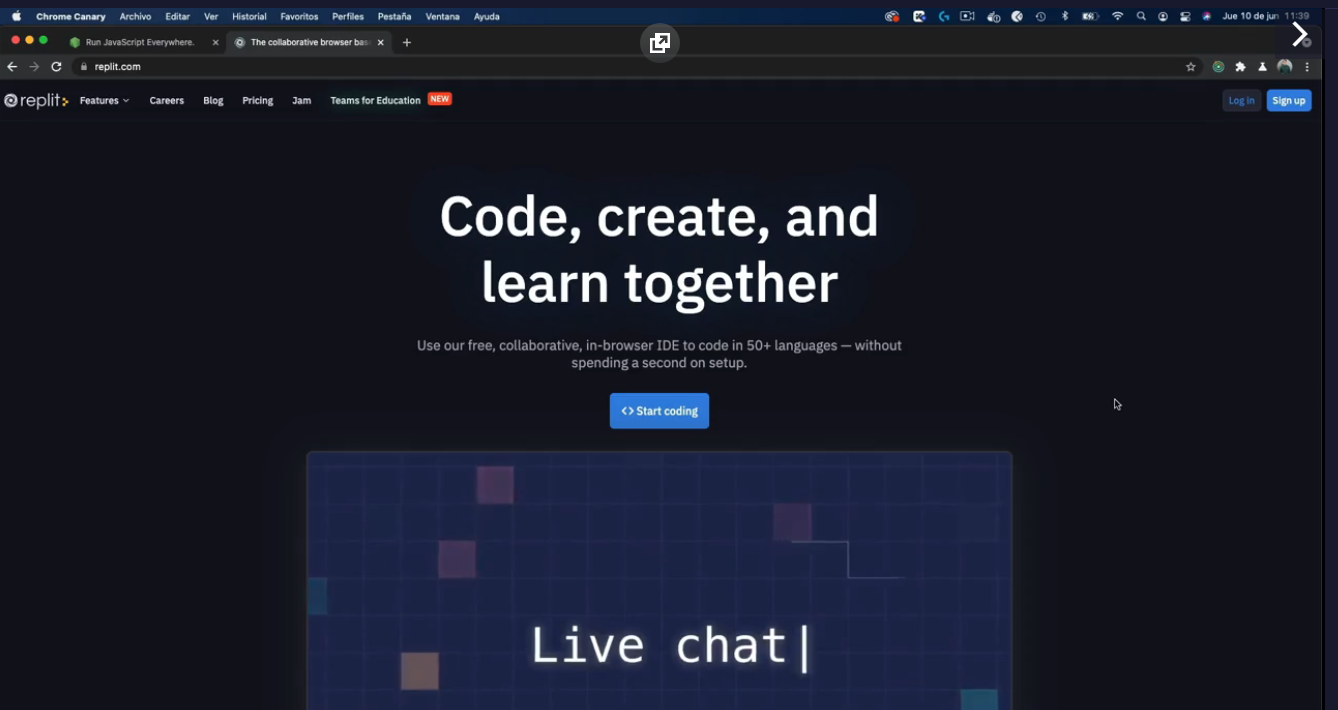 Chrome Canary Archivo Editar Ver Historial Favoritos Perfiles Pestaña Ventana Ayuda Jue 10 de jun 11:39
Run JavaScript Everywhere. The collaborative browser bas
replit.com
replit Features Careers Blog Pricing Jam Teams for Education NEW Log in Sign up
Code, create, and
learn together
Use our free, collaborative, in-browser IDE to code in 50+ languages — without
spending a second on setup.
<> Start coding
Live chat|